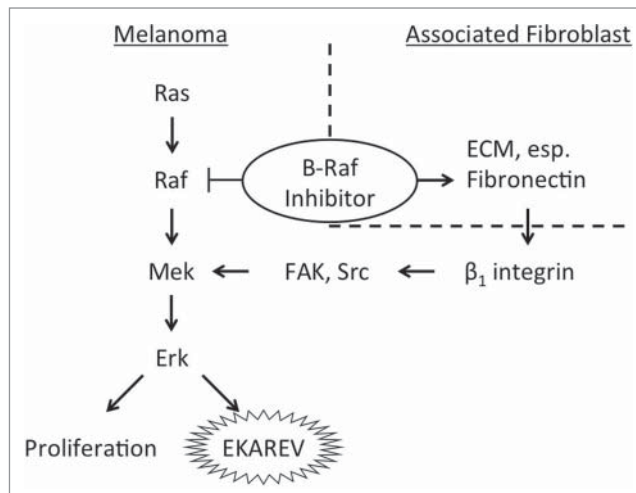 Melanoma
Associated Fibroblast
Ras
Raf
B-Raf
Inhibitor
ECM, esp.
Fibronectin
Mek
FAK, Src
β₁ integrin
Erk
Proliferation
EKAREV